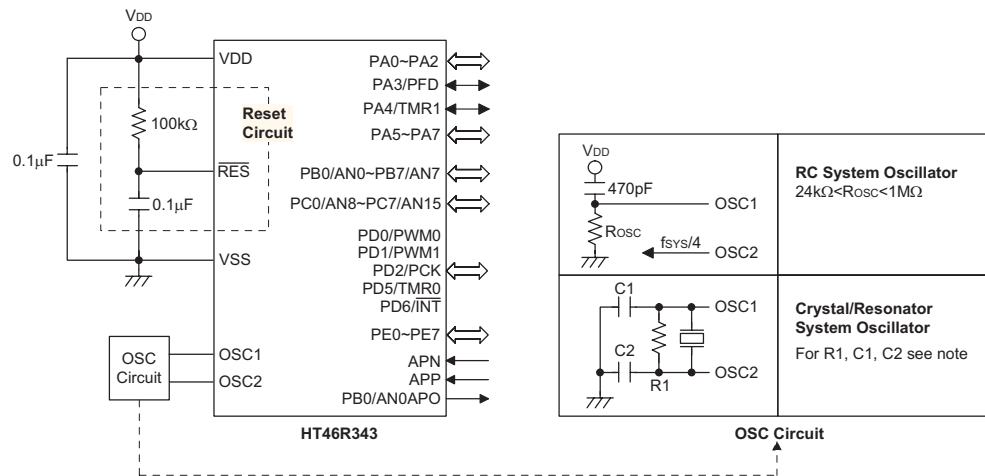 VDD
VDD
Reset
Circuit
100kΩ
0.1μF
RES
0.1μF
VSS
OSC
Circuit
OSC1
OSC2
PA0~PA2
PA3/PFD
PA4/TMR1
PA5~PA7
PB0/AN0~PB7/AN7
PC0/AN8~PC7/AN15
PD0/PWM0
PD1/PWM1
PD2/PCK
PD5/TMR0
PD6/INT
PE0~PE7
APN
APP
PB0/AN0APO
HT46R343
VDD
470pF
OSC1
ROSC
fSYS/4
OSC2
RC System Oscillator
24kΩ<ROSC<1MΩ
C1
OSC1
C2
R1
OSC2
Crystal/Resonator
System Oscillator
For R1, C1, C2 see note
OSC Circuit